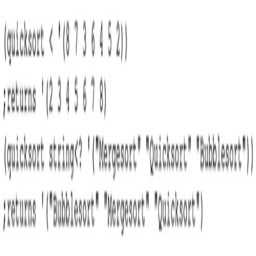 (quicksort < '(8 7 3 6 4 5 2))
;returns '(2 3 4 5 6 7 8)
(quicksort string<? '("Mergesort" "Quicksort" "Bubblesort"))
;returns '("Bubblesort" "Mergesort" "Quicksort")